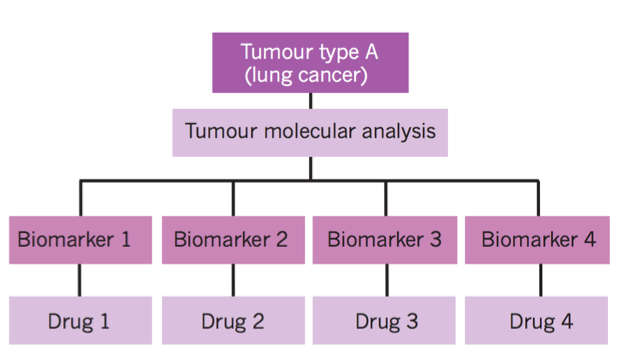 Tumour type A
(lung cancer)
Tumour molecular analysis
Biomarker 1
Biomarker 2
Biomarker 3
Biomarker 4
Drug 1
Drug 2
Drug 3
Drug 4